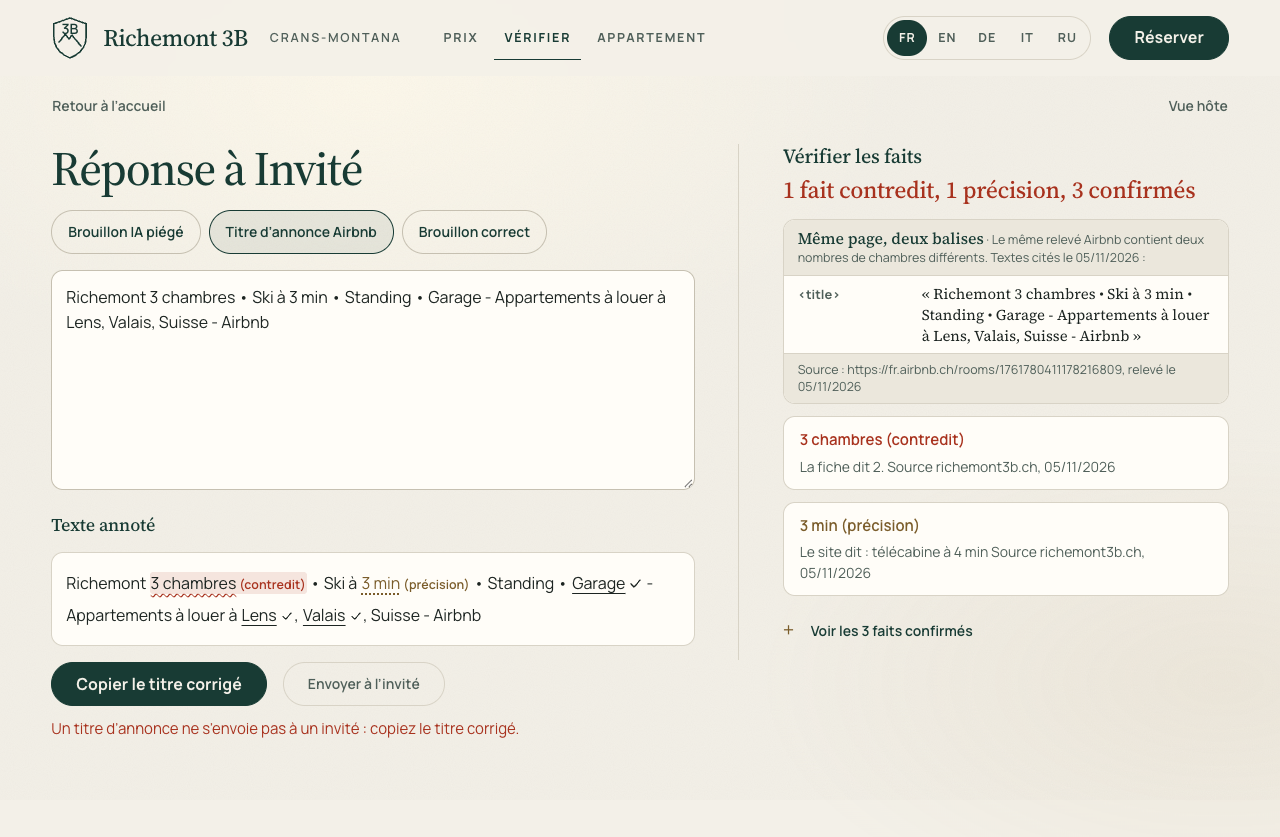 3B
Richemont 3B
CRANS-MONTANA
PRIX
VÉRIFIER
APPARTEMENT
FR
EN
DE
IT
RU
Réserver
Retour à l'accueil
Vue hôte
Réponse à Invité
Brouillon IA piégé
Titre d'annonce Airbnb
Brouillon correct
Richemont 3 chambres • Ski à 3 min • Standing • Garage - Appartements à louer à
Lens, Valais, Suisse - Airbnb
Texte annoté
Richemont 3 chambres (contredit) • Ski à 3 min (précision) • Standing • Garage ✓ -
Appartements à louer à Lens ✓, Valais ✓, Suisse - Airbnb
Copier le titre corrigé
Envoyer à l'invité
Un titre d'annonce ne s'envoie pas à un invité : copiez le titre corrigé.
Vérifier les faits
1 fait contredit, 1 précision, 3 confirmés
Même page, deux balises · Le même relevé Airbnb contient deux
nombres de chambres différents. Textes cités le 05/11/2026 :
<title>
« Richemont 3 chambres • Ski à 3 min •
Standing • Garage - Appartements à louer
à Lens, Valais, Suisse - Airbnb »
Source : https://fr.airbnb.ch/rooms/1761780411178216809, relevé le
05/11/2026
3 chambres (contredit)
La fiche dit 2. Source richemont3b.ch, 05/11/2026
3 min (précision)
Le site dit : télécabine à 4 min Source richemont3b.ch,
05/11/2026
+ Voir les 3 faits confirmés